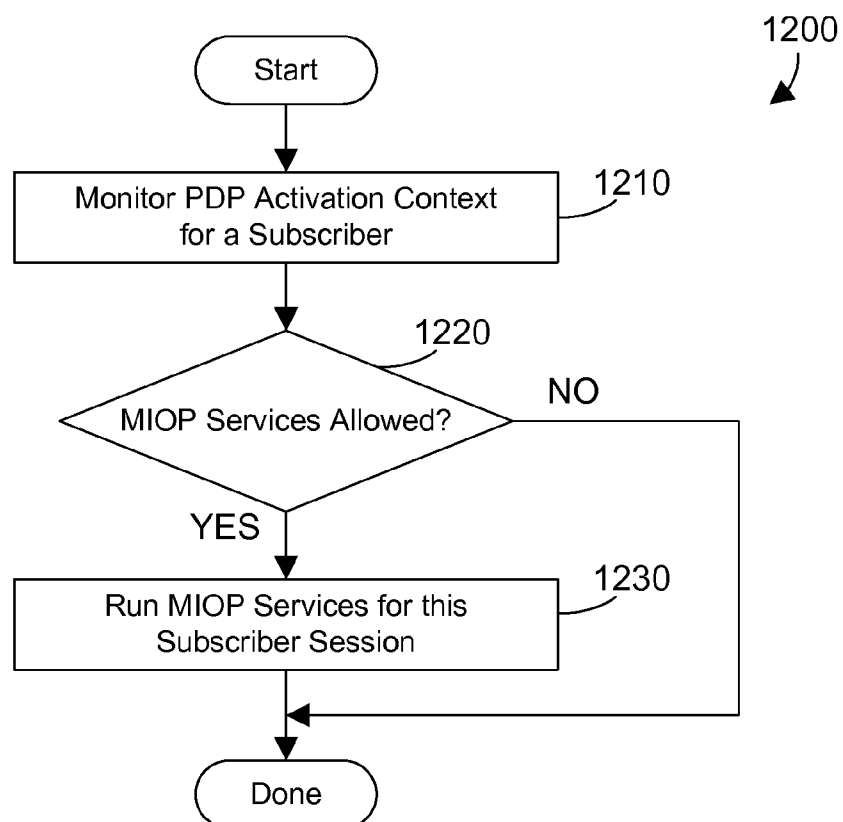 1200
Start
Monitor PDP Activation Context
for a Subscriber
1210
1220
MIOP Services Allowed?
NO
YES
Run MIOP Services for this
Subscriber Session
1230
Done